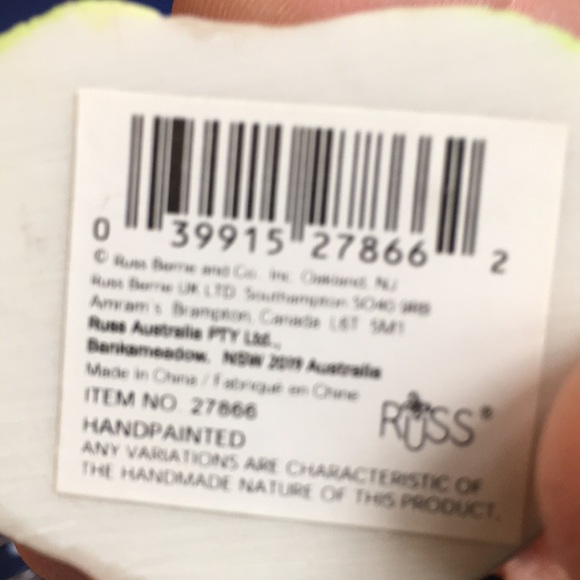 0 39915 27866 2
© Russ Berrie and Co. Inc. Oakland, NJ
Russ Berrie UK LTD Southampton SO40 9RB
Amram's Brampton, Canada L6T 5M1
Russ Australia PTY Ltd.,
Banksmeadow, NSW 2019 Australia
Made in China / Fabriqué en Chine
ITEM NO 27866
RUSS®
HANDPAINTED
ANY VARIATIONS ARE CHARACTERISTIC OF
THE HANDMADE NATURE OF THIS PRODUCT.